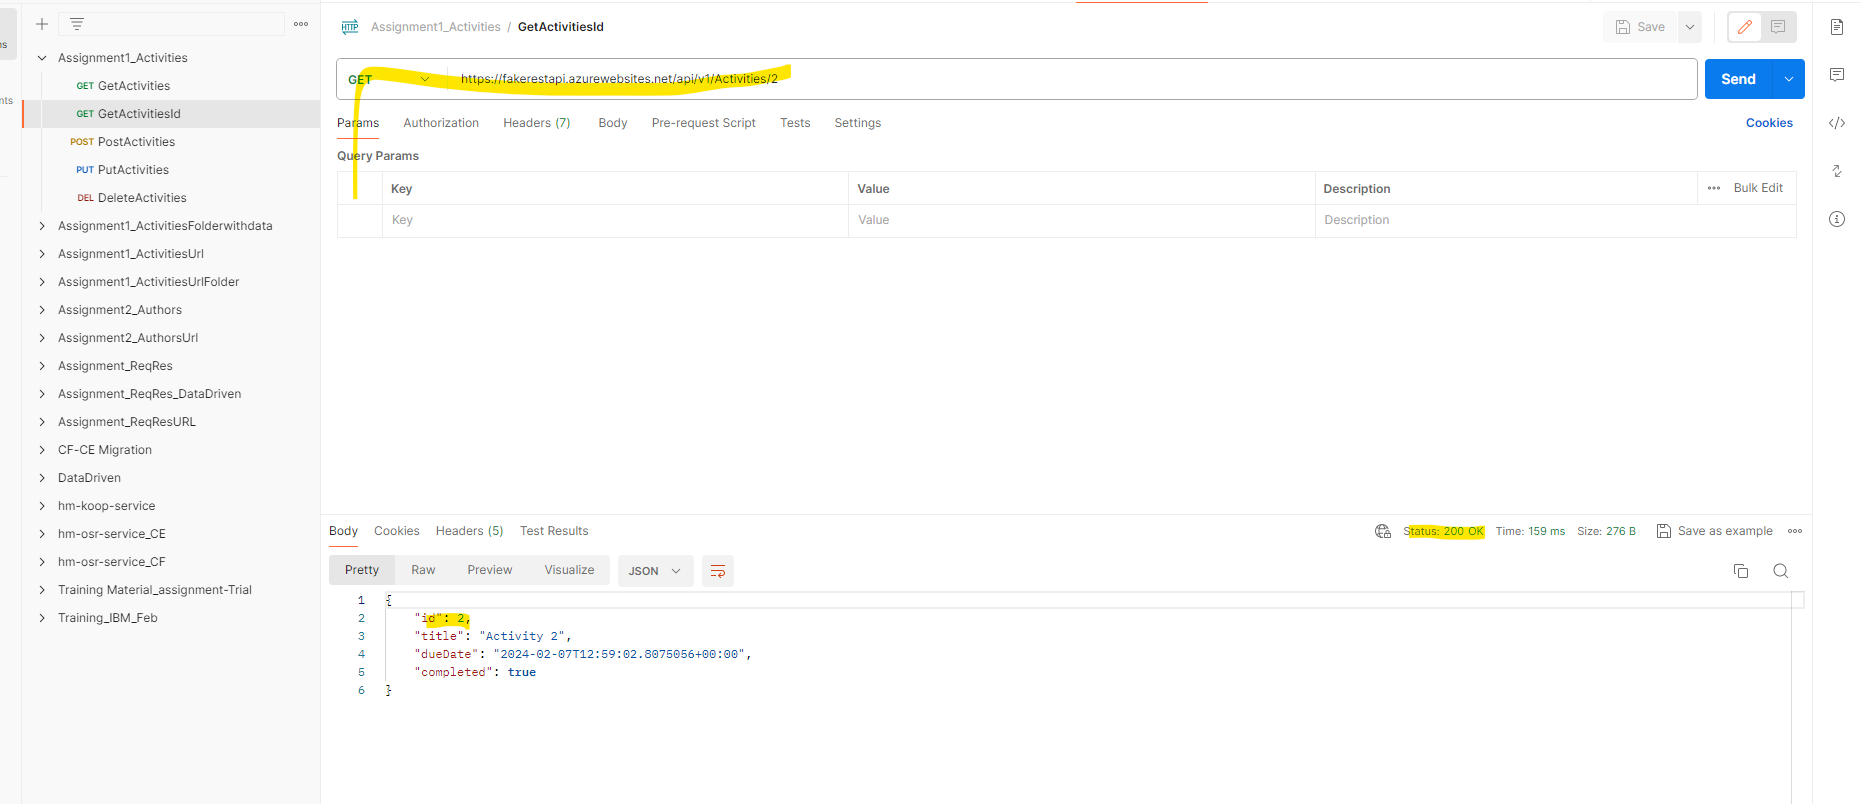 ns
nts
Assignment1_Activities
GET GetActivities
GET GetActivitiesId
POST PostActivities
PUT PutActivities
DEL DeleteActivities
Assignment1_ActivitiesFolderwithdata
Assignment1_ActivitiesUrl
Assignment1_ActivitiesUrlFolder
Assignment2_Authors
Assignment2_AuthorsUrl
Assignment_ReqRes
Assignment_ReqRes_DataDriven
Assignment_ReqResURL
CF-CE Migration
DataDriven
hm-koop-service
hm-osr-service_CE
hm-osr-service_CF
Training Material_assignment-Trial
Training_IBM_Feb
HTTP Assignment1_Activities / GetActivitiesId Save
GET https://fakerestapi.azurewebsites.net/api/v1/Activities/2 Send
Params Authorization Headers (7) Body Pre-request Script Tests Settings Cookies
Query Params
Key Value Description Bulk Edit
Key Value Description
Body Cookies Headers (5) Test Results Status: 200 OK Time: 159 ms Size: 276 B Save as example
Pretty Raw Preview Visualize JSON
1 {
2 "id": 2,
3 "title": "Activity 2",
4 "dueDate": "2024-02-07T12:59:02.8075056+00:00",
5 "completed": true
6 }